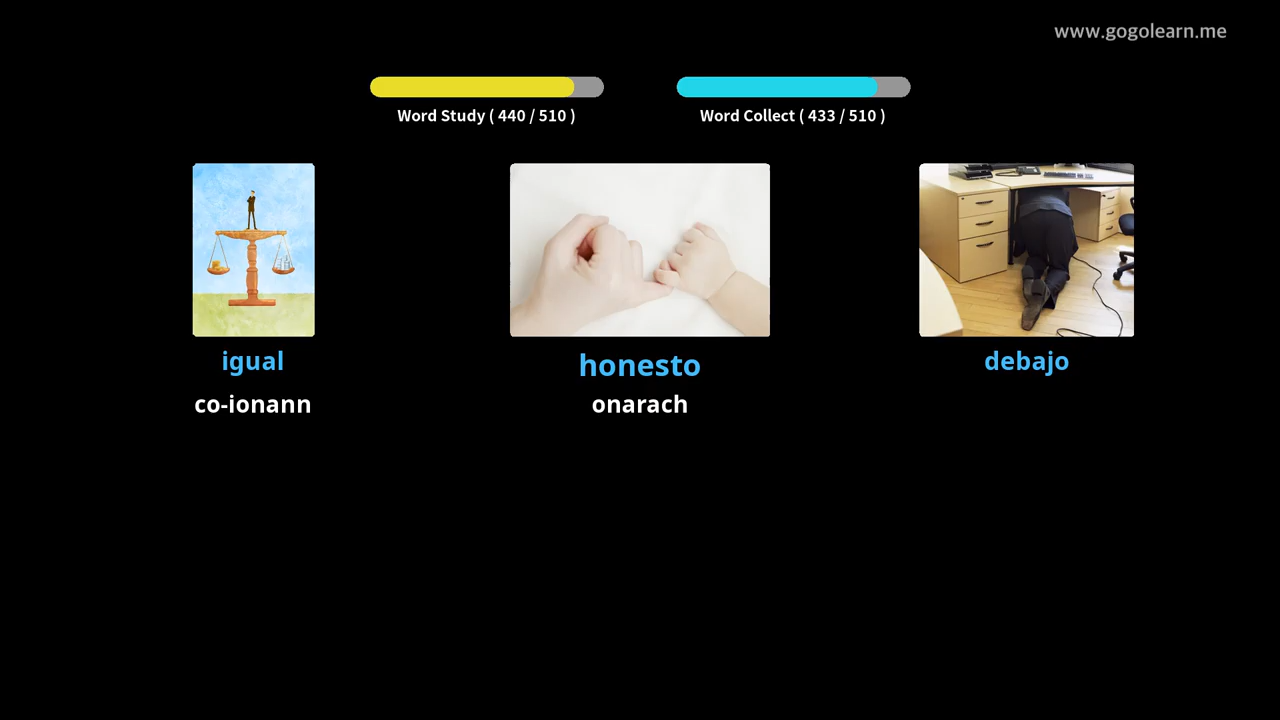 www.gogolearn.me
Word Study ( 440 / 510 )
Word Collect ( 433 / 510 )
igual
honesto
debajo
co-ionann
onarach